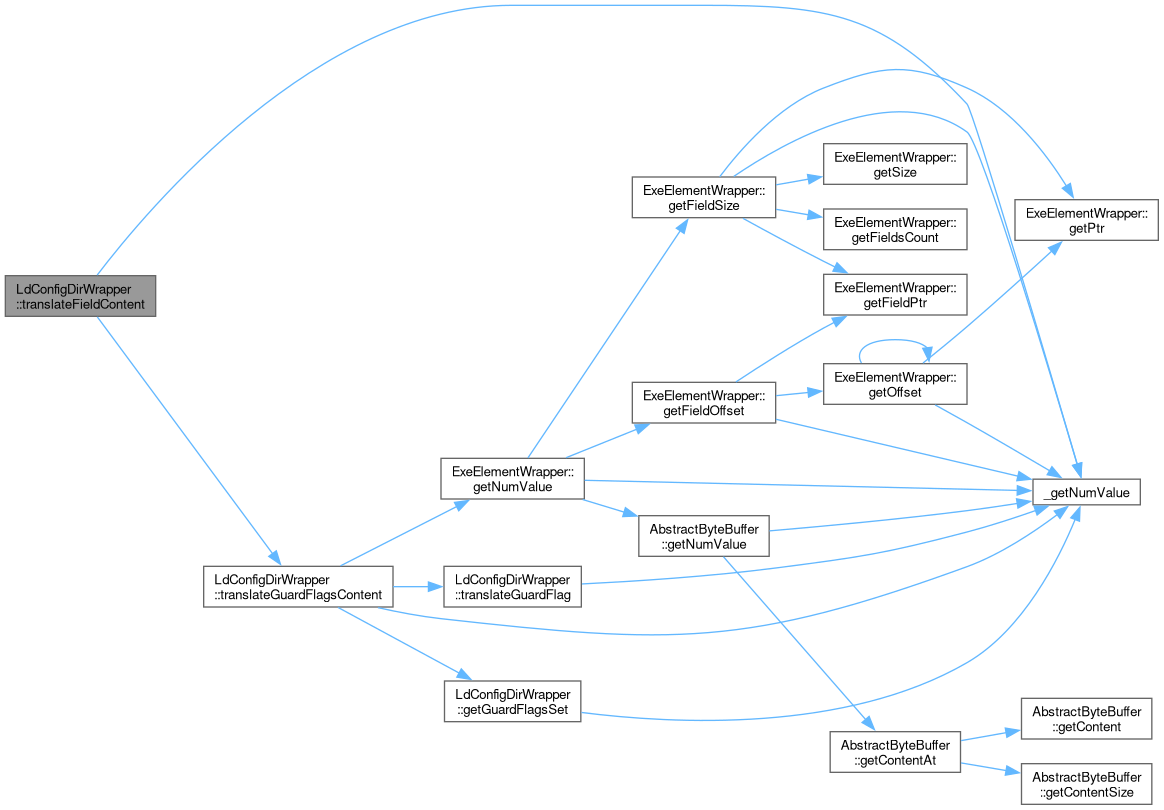 LdConfigDirWrapper
::translateFieldContent
LdConfigDirWrapper
::translateGuardFlagsContent
ExeElementWrapper::
getNumValue
LdConfigDirWrapper
::translateGuardFlag
LdConfigDirWrapper
::getGuardFlagsSet
ExeElementWrapper::
getFieldSize
ExeElementWrapper::
getFieldOffset
AbstractByteBuffer
::getNumValue
ExeElementWrapper::
getSize
ExeElementWrapper::
getFieldsCount
ExeElementWrapper::
getFieldPtr
ExeElementWrapper::
getOffset
AbstractByteBuffer
::getContentAt
ExeElementWrapper::
getPtr
_getNumValue
AbstractByteBuffer
::getContent
AbstractByteBuffer
::getContentSize